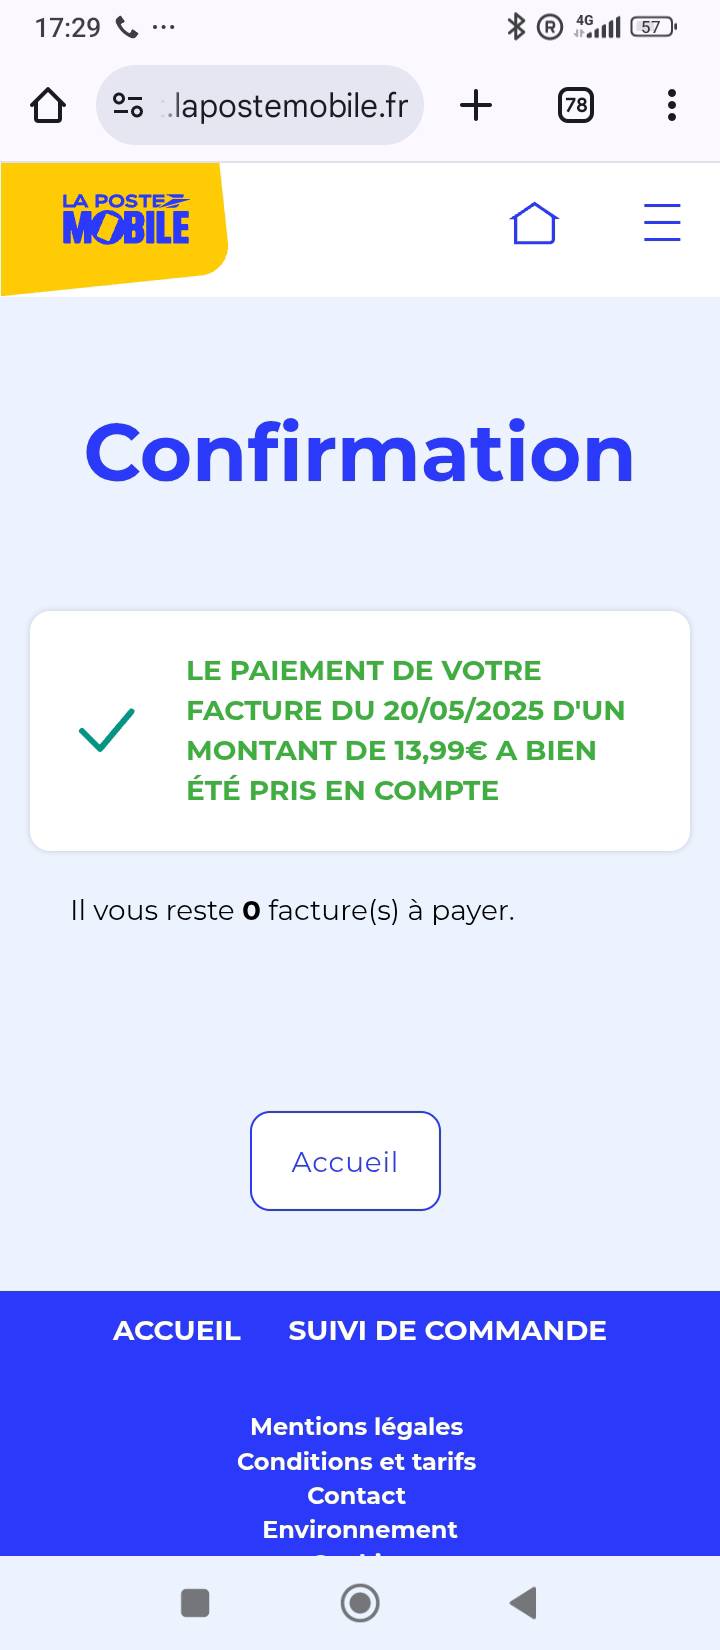 17:29
R
4G
57
.lapostemobile.fr
78
LA POSTE
MOBILE
Confirmation
LE PAIEMENT DE VOTRE
FACTURE DU 20/05/2025 D'UN
MONTANT DE 13,99€ A BIEN
ÉTÉ PRIS EN COMPTE
Il vous reste 0 facture(s) à payer.
Accueil
ACCUEIL SUIVI DE COMMANDE
Mentions légales
Conditions et tarifs
Contact
Environnement